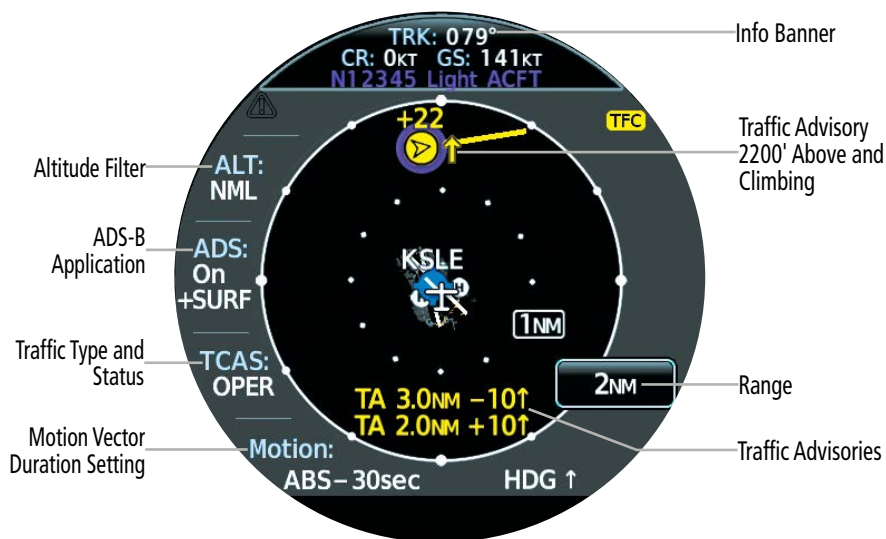 TRK: 079°
CR: 0KT GS: 141KT
N12345 Light ACFT
Info Banner
+22
TFC
Traffic Advisory
2200' Above and
Climbing
Altitude Filter
ALT:
NML
ADS-B
Application
ADS:
On
+SURF
KSLE
H
1NM
Traffic Type and
Status
TCAS:
OPER
2NM
Range
TA 3.0NM −10↑
TA 2.0NM +10↑
Traffic Advisories
Motion Vector
Duration Setting
Motion:
ABS−30sec
HDG ↑